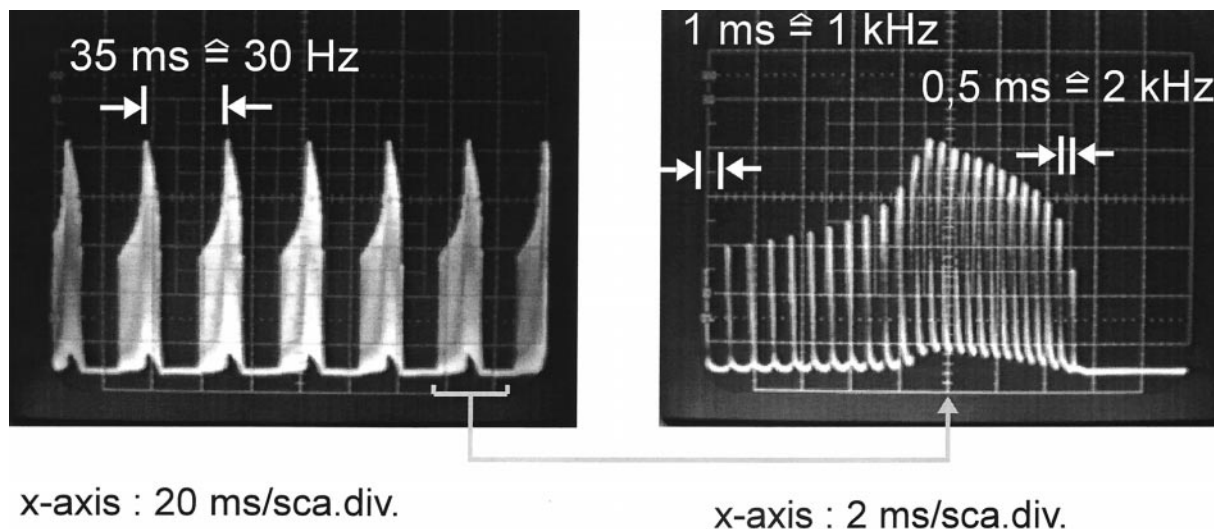 35 ms ≙ 30 Hz
1 ms ≙ 1 kHz
0,5 ms ≙ 2 kHz
x-axis : 20 ms/sca.div.
x-axis : 2 ms/sca.div.